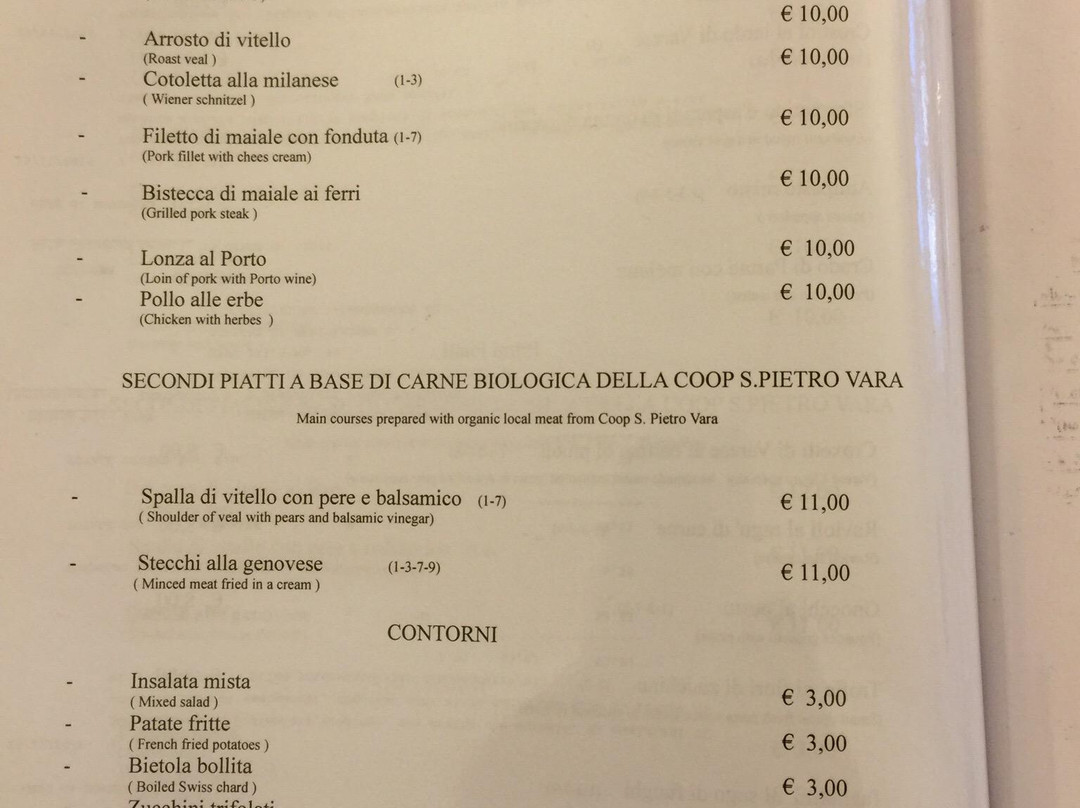 € 10,00
- Arrosto di vitello € 10,00
(Roast veal )
- Cotoletta alla milanese (1-3)
( Wiener schnitzel )
€ 10,00
- Filetto di maiale con fonduta (1-7)
(Pork fillet with chees cream)
€ 10,00
- Bistecca di maiale ai ferri
(Grilled pork steak )
€ 10,00
- Lonza al Porto
(Loin of pork with Porto wine)
- Pollo alle erbe € 10,00
(Chicken with herbes )
SECONDI PIATTI A BASE DI CARNE BIOLOGICA DELLA COOP S.PIETRO VARA
Main courses prepared with organic local meat from Coop S. Pietro Vara
- Spalla di vitello con pere e balsamico (1-7) € 11,00
( Shoulder of veal with pears and balsamic vinegar)
- Stecchi alla genovese (1-3-7-9) € 11,00
( Minced meat fried in a cream )
CONTORNI
- Insalata mista € 3,00
( Mixed salad )
- Patate fritte € 3,00
( French fried potatoes )
- Bietola bollita € 3,00
( Boiled Swiss chard )
Zucchini trifolati